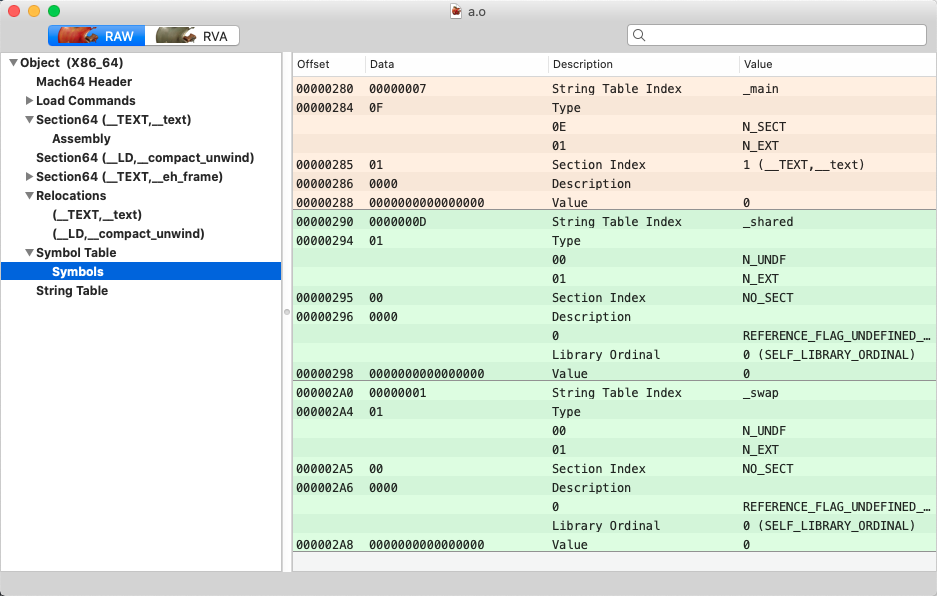 a.o
RAW RVA
Object (X86_64)
Mach64 Header
Load Commands
Section64 (__TEXT,__text)
Assembly
Section64 (__LD,__compact_unwind)
Section64 (__TEXT,__eh_frame)
Relocations
(__TEXT,__text)
(__LD,__compact_unwind)
Symbol Table
Symbols
String Table
Offset Data Description Value
00000280 00000007 String Table Index _main
00000284 0F Type
0E N_SECT
01 N_EXT
00000285 01 Section Index 1 (__TEXT,__text)
00000286 0000 Description
00000288 0000000000000000 Value 0
00000290 0000000D String Table Index _shared
00000294 01 Type
00 N_UNDF
01 N_EXT
00000295 00 Section Index NO_SECT
00000296 0000 Description
0 REFERENCE_FLAG_UNDEFINED_…
Library Ordinal 0 (SELF_LIBRARY_ORDINAL)
00000298 0000000000000000 Value 0
000002A0 00000001 String Table Index _swap
000002A4 01 Type
00 N_UNDF
01 N_EXT
000002A5 00 Section Index NO_SECT
000002A6 0000 Description
0 REFERENCE_FLAG_UNDEFINED_…
Library Ordinal 0 (SELF_LIBRARY_ORDINAL)
000002A8 0000000000000000 Value 0